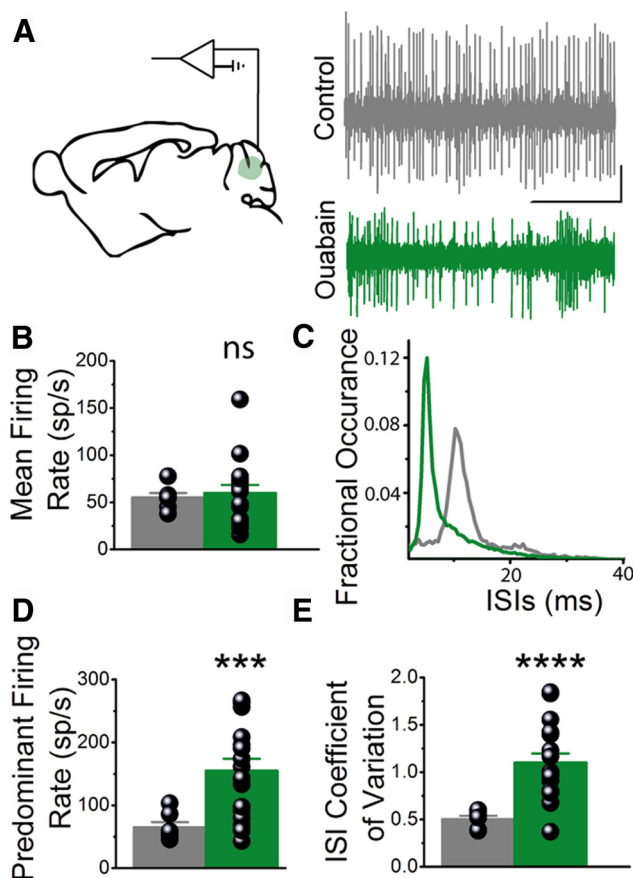 A
Control
Ouabain
B
Mean Firing
Rate (sp/s)
200
150
100
50
0
ns
C
Fractional Occurance
0.12
0.08
0.04
20
40
ISIs (ms)
D
Predominant Firing
Rate (sp/s)
300
200
100
0
***
E
ISI Coefficient
of Variation
2.0
1.5
1.0
0.5
0.0
****